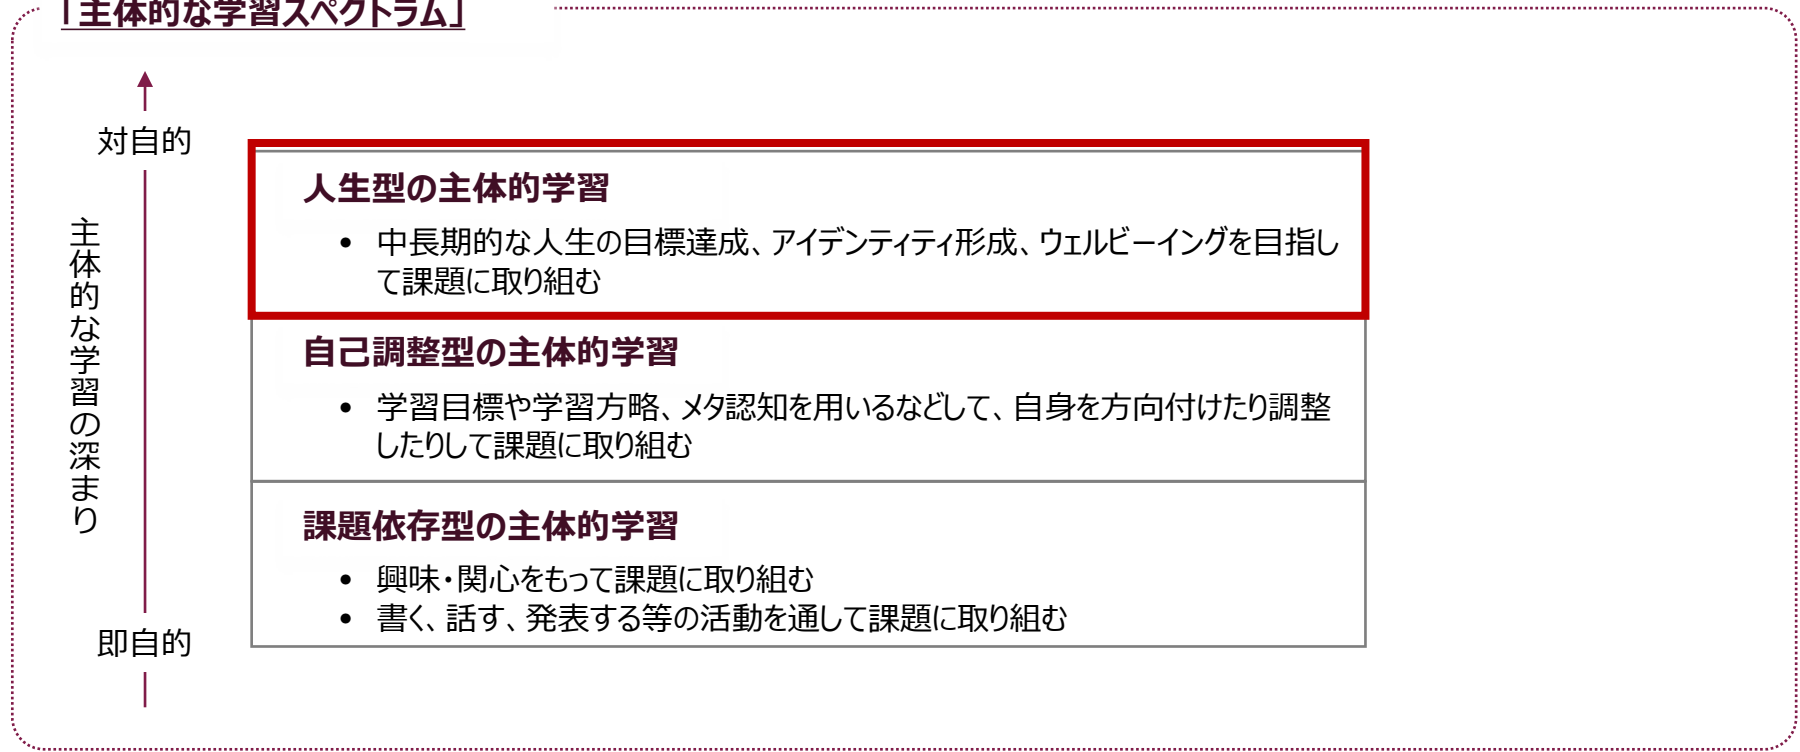 「主体的な学習スペクトラム」
対自的
主体的な学習の深まり
即自的
人生型の主体的学習
• 中長期的な人生の目標達成、アイデンティティ形成、ウェルビーイングを目指し
て課題に取り組む
自己調整型の主体的学習
• 学習目標や学習方略、メタ認知を用いるなどして、自身を方向付けたり調整
したりして課題に取り組む
課題依存型の主体的学習
• 興味・関心をもって課題に取り組む
• 書く、話す、発表する等の活動を通して課題に取り組む